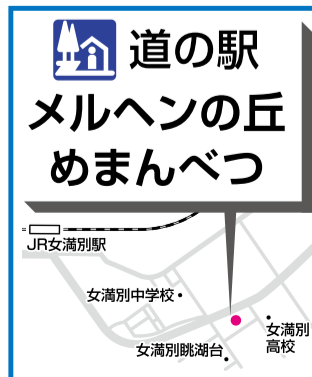 道の駅
メルヘンの丘
めまんべつ
JR女満別駅
女満別中学校
女満別
高校
女満別眺湖台